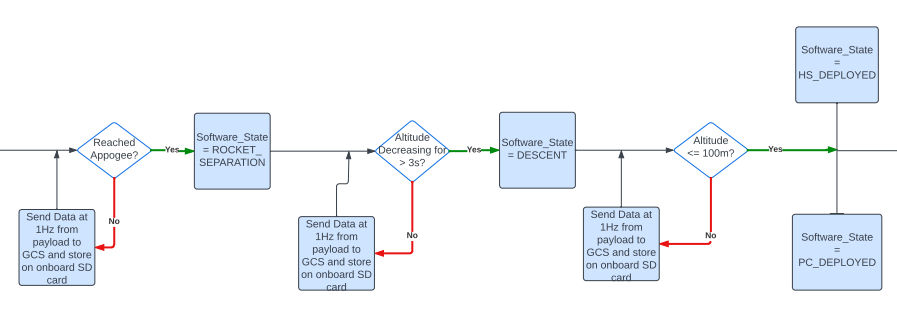 Reached
Appogee?
Yes
Software_State
= ROCKET_
SEPARATION
No
Send Data at
1Hz from
payload to
GCS and store
on onboard SD
card
Altitude
Decreasing for
> 3s?
Yes
Software_State
= DESCENT
No
Send Data at
1Hz from
payload to
GCS and store
on onboard SD
card
Altitude
<= 100m?
Yes
No
Send Data at
1Hz from
payload to
GCS and store
on onboard SD
card
Software_State
=
HS_DEPLOYED
Software_State
=
PC_DEPLOYED